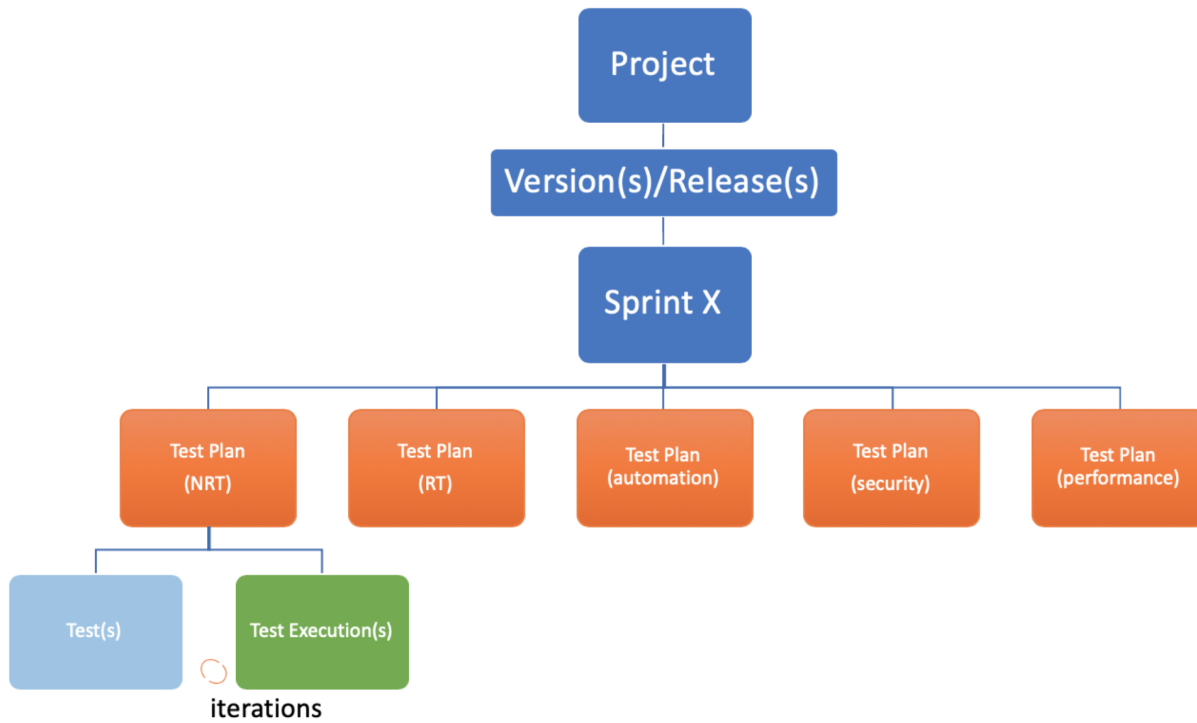 Project
Version(s)/Release(s)
Sprint X
Test Plan
(NRT)
Test Plan
(RT)
Test Plan
(automation)
Test Plan
(security)
Test Plan
(performance)
Test(s)
Test Execution(s)
iterations